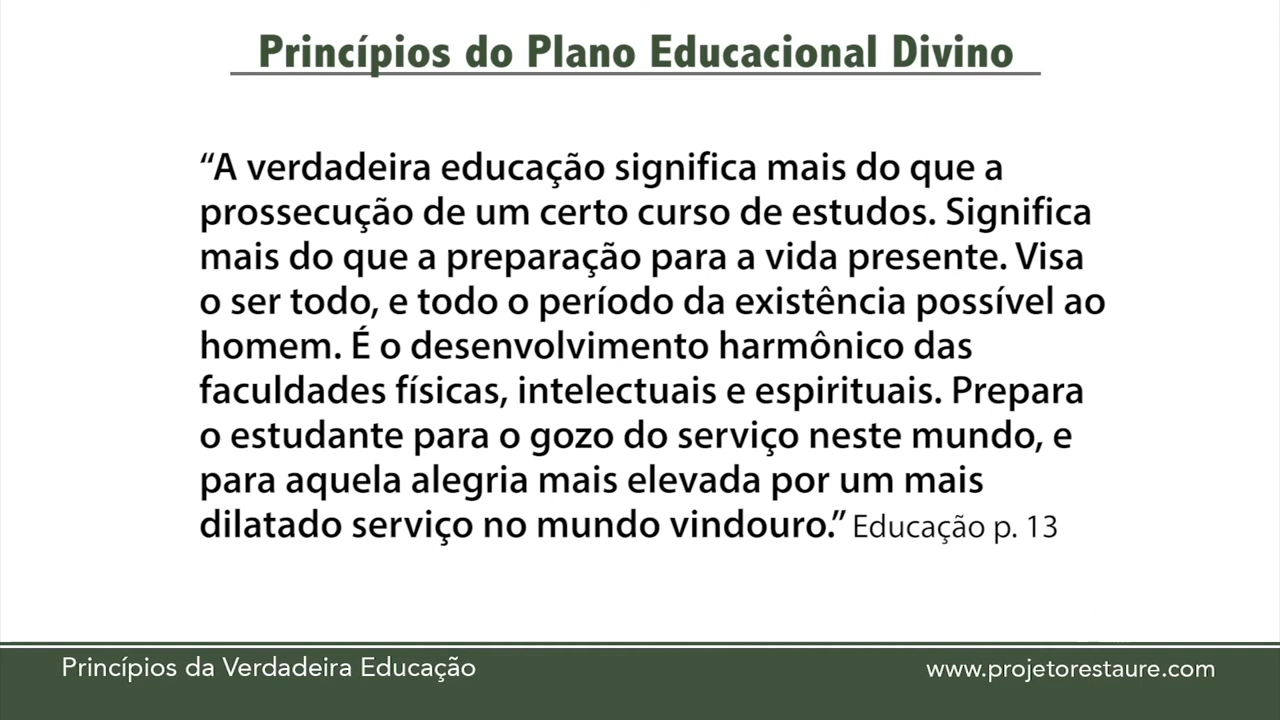 Princípios do Plano Educacional Divino
“A verdadeira educação significa mais do que a
prossecução de um certo curso de estudos. Significa
mais do que a preparação para a vida presente. Visa
o ser todo, e todo o período da existência possível ao
homem. É o desenvolvimento harmônico das
faculdades físicas, intelectuais e espirituais. Prepara
o estudante para o gozo do serviço neste mundo, e
para aquela alegria mais elevada por um mais
dilatado serviço no mundo vindouro.” Educação p. 13
Princípios da Verdadeira Educação
www.projetorestaure.com